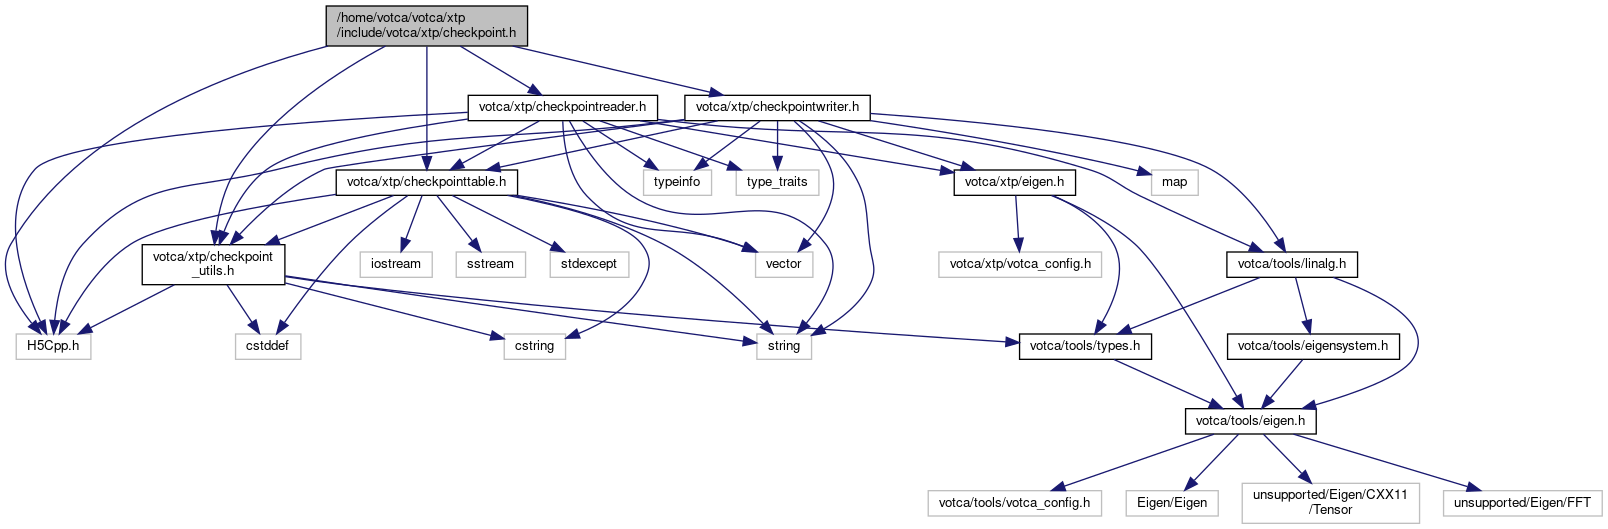 /home/votca/votca/xtp
/include/votca/xtp/checkpoint.h
votca/xtp/checkpointreader.h
votca/xtp/checkpointwriter.h
votca/xtp/checkpointtable.h
typeinfo
type_traits
votca/xtp/eigen.h
map
votca/xtp/checkpoint
_utils.h
iostream
sstream
stdexcept
vector
votca/xtp/votca_config.h
votca/tools/linalg.h
H5Cpp.h
cstddef
cstring
string
votca/tools/types.h
votca/tools/eigensystem.h
votca/tools/eigen.h
votca/tools/votca_config.h
Eigen/Eigen
unsupported/Eigen/CXX11
/Tensor
unsupported/Eigen/FFT